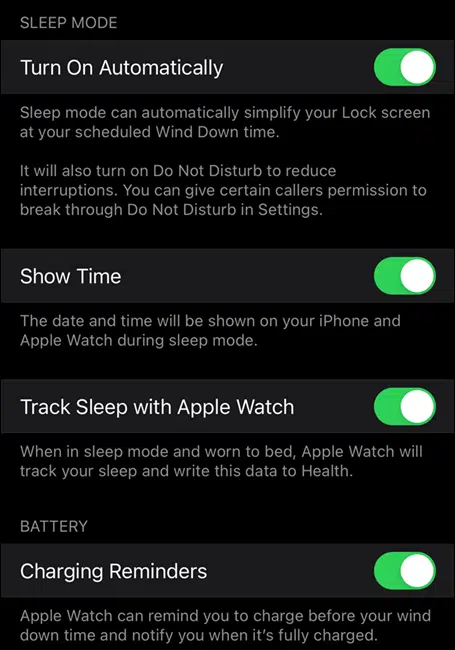 SLEEP MODE
Turn On Automatically
Sleep mode can automatically simplify your Lock screen
at your scheduled Wind Down time.
It will also turn on Do Not Disturb to reduce
interruptions. You can give certain callers permission to
break through Do Not Disturb in Settings.
Show Time
The date and time will be shown on your iPhone and
Apple Watch during sleep mode.
Track Sleep with Apple Watch
When in sleep mode and worn to bed, Apple Watch will
track your sleep and write this data to Health.
BATTERY
Charging Reminders
Apple Watch can remind you to charge before your wind
down time and notify you when it’s fully charged.